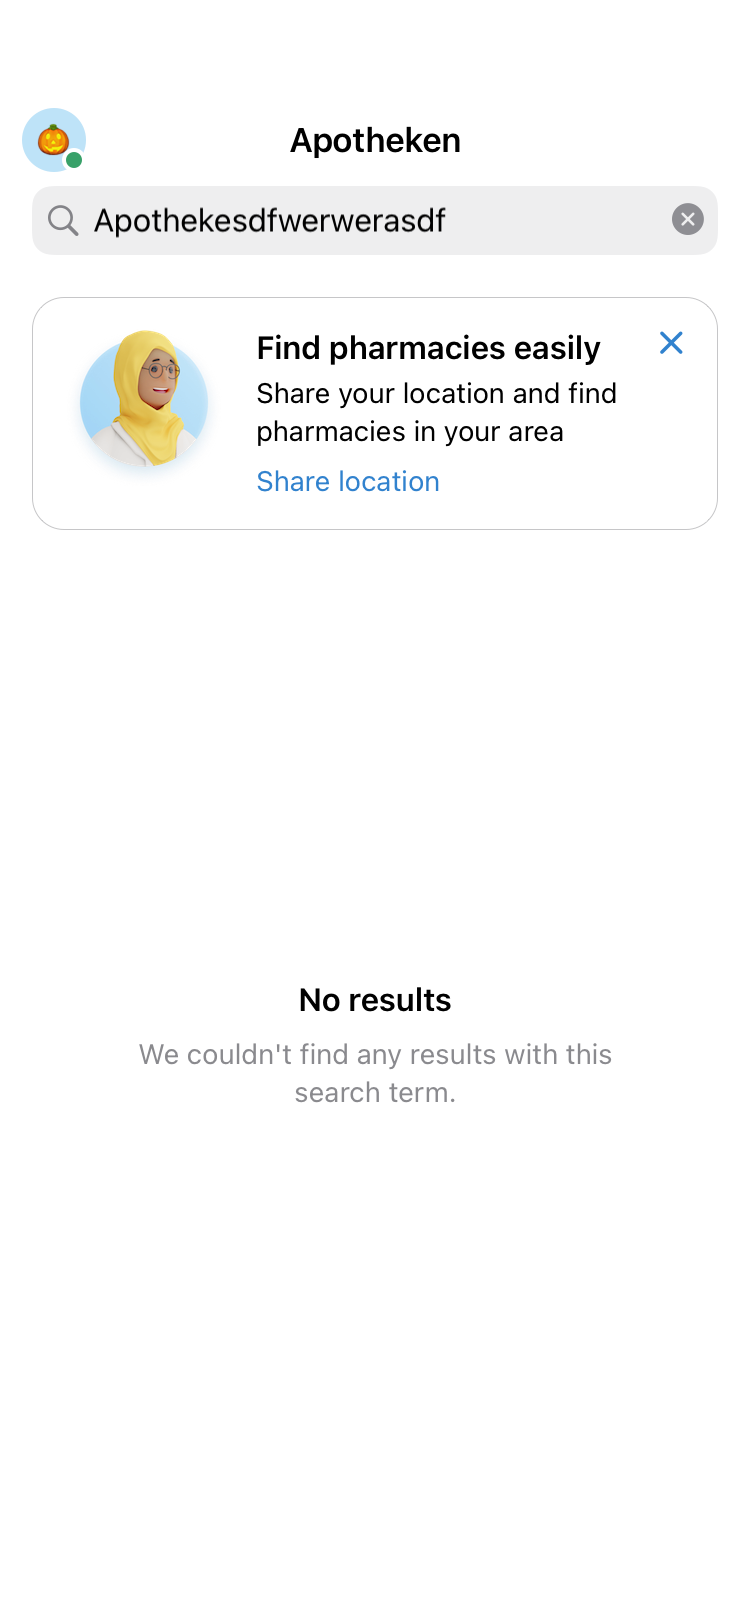 Apotheken
Apothekesdfwerwerasdf
Find pharmacies easily
Share your location and find
pharmacies in your area
Share location
No results
We couldn't find any results with this
search term.